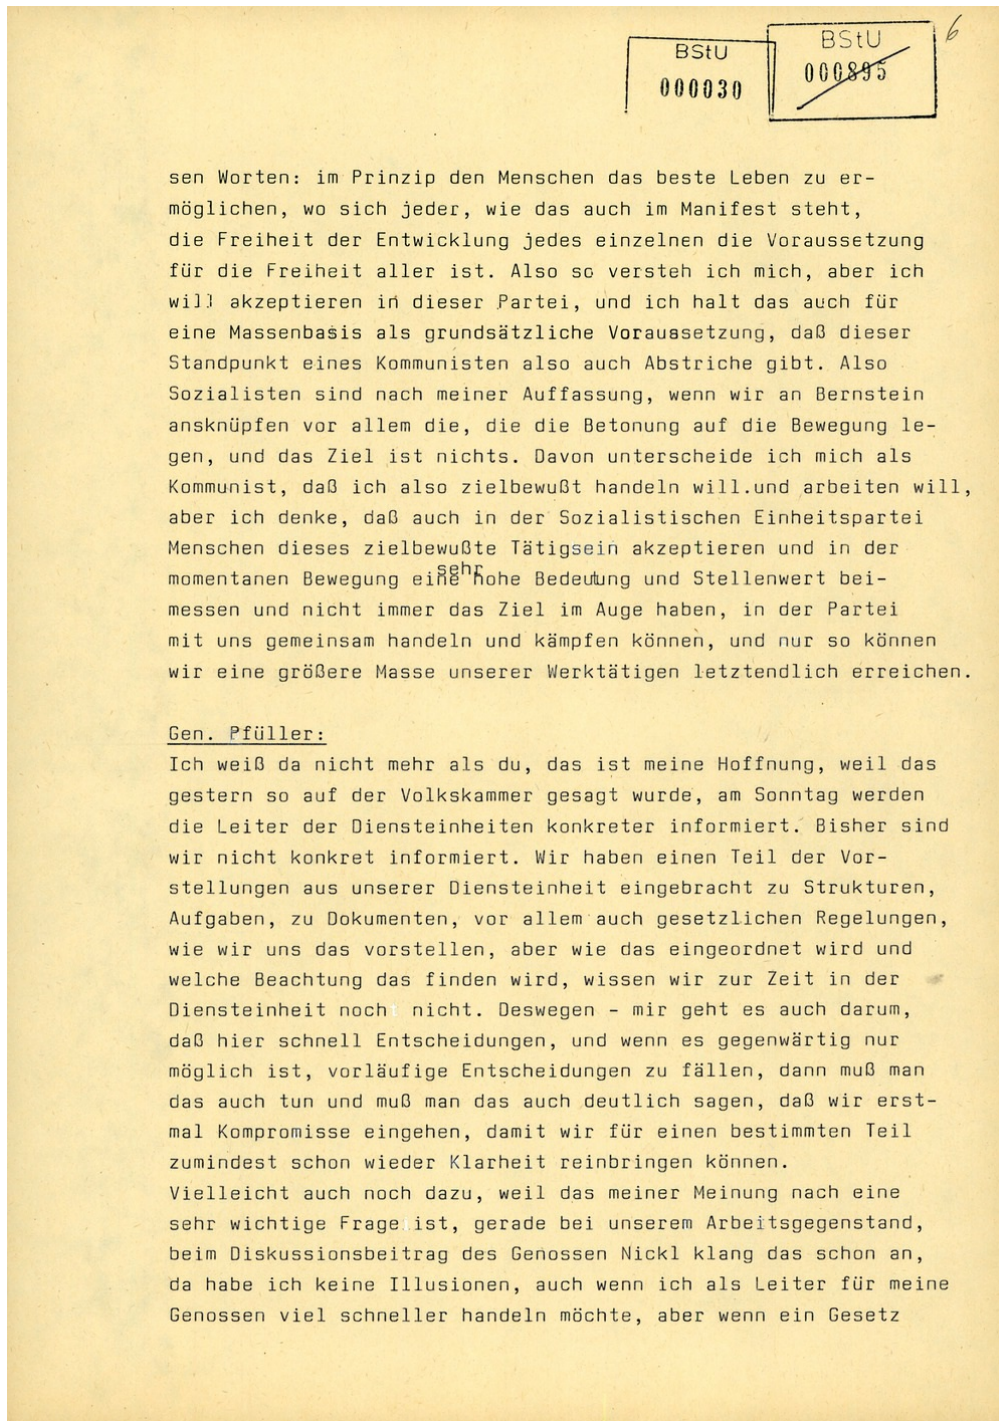 6
BStU
000895
BStU
000030
sen Worten: im Prinzip den Menschen das beste Leben zu er-
möglichen, wo sich jeder, wie das auch im Manifest steht,
die Freiheit der Entwicklung jedes einzelnen die Voraussetzung
für die Freiheit aller ist. Also so versteh ich mich, aber ich
will akzeptieren in dieser Partei, und ich halt das auch für
eine Massenbasis als grundsätzliche Voraussetzung, daß dieser
Standpunkt eines Kommunisten also auch Abstriche gibt. Also
Sozialisten sind nach meiner Auffassung, wenn wir an Bernstein
ansknüpfen vor allem die, die die Betonung auf die Bewegung le-
gen, und das Ziel ist nichts. Davon unterscheide ich mich als
Kommunist, daß ich also zielbewußt handeln will.und arbeiten will,
aber ich denke, daß auch in der Sozialistischen Einheitspartei
Menschen dieses zielbewußte Tätigsein akzeptieren und in der
momentanen Bewegung eine sehr hohe Bedeutung und Stellenwert bei-
messen und nicht immer das Ziel im Auge haben, in der Partei
mit uns gemeinsam handeln und kämpfen können, und nur so können
wir eine größere Masse unserer Werktätigen letztendlich erreichen.
Gen. Pfüller:
Ich weiß da nicht mehr als du, das ist meine Hoffnung, weil das
gestern so auf der Volkskammer gesagt wurde, am Sonntag werden
die Leiter der Diensteinheiten konkreter informiert. Bisher sind
wir nicht konkret informiert. Wir haben einen Teil der Vor-
stellungen aus unserer Diensteinheit eingebracht zu Strukturen,
Aufgaben, zu Dokumenten, vor allem auch gesetzlichen Regelungen,
wie wir uns das vorstellen, aber wie das eingeordnet wird und
welche Beachtung das finden wird, wissen wir zur Zeit in der
Diensteinheit noch nicht. Deswegen - mir geht es auch darum,
daß hier schnell Entscheidungen, und wenn es gegenwärtig nur
möglich ist, vorläufige Entscheidungen zu fällen, dann muß man
das auch tun und muß man das auch deutlich sagen, daß wir erst-
mal Kompromisse eingehen, damit wir für einen bestimmten Teil
zumindest schon wieder Klarheit reinbringen können.
Vielleicht auch noch dazu, weil das meiner Meinung nach eine
sehr wichtige Frage ist, gerade bei unserem Arbeitsgegenstand,
beim Diskussionsbeitrag des Genossen Nickl klang das schon an,
da habe ich keine Illusionen, auch wenn ich als Leiter für meine
Genossen viel schneller handeln möchte, aber wenn ein Gesetz